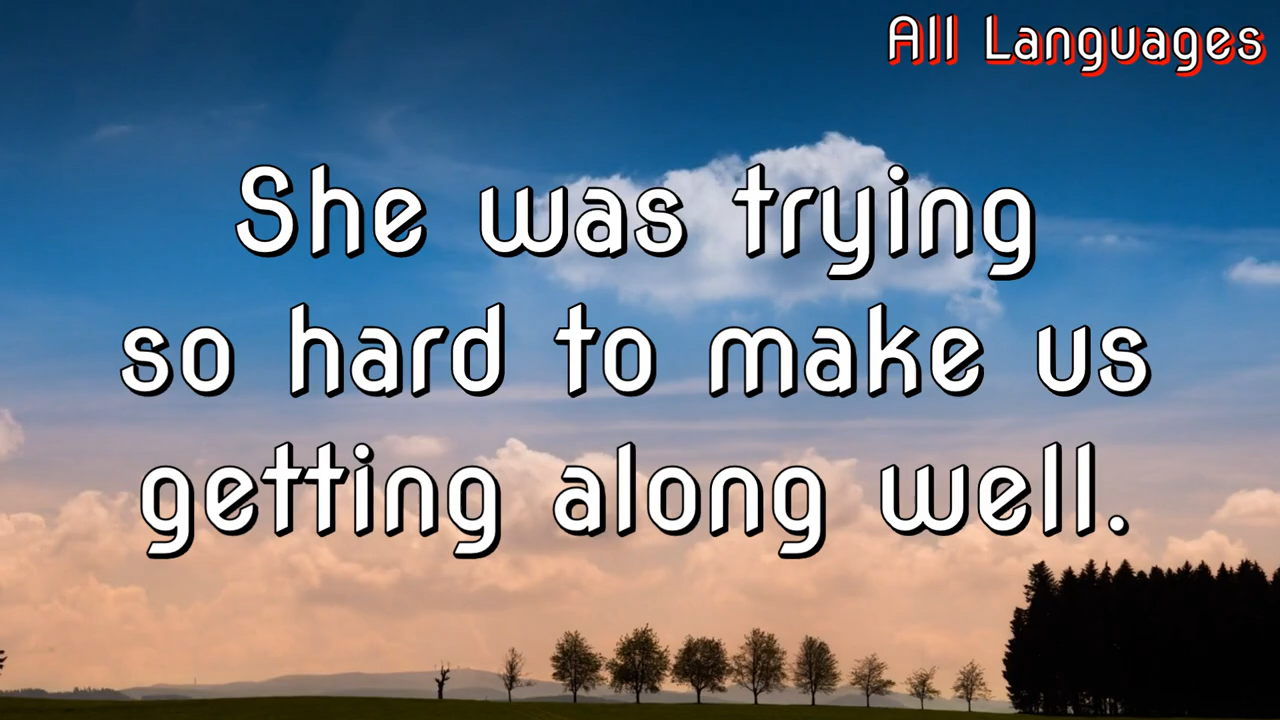 All Languages
She was trying
so hard to make us
getting along well.